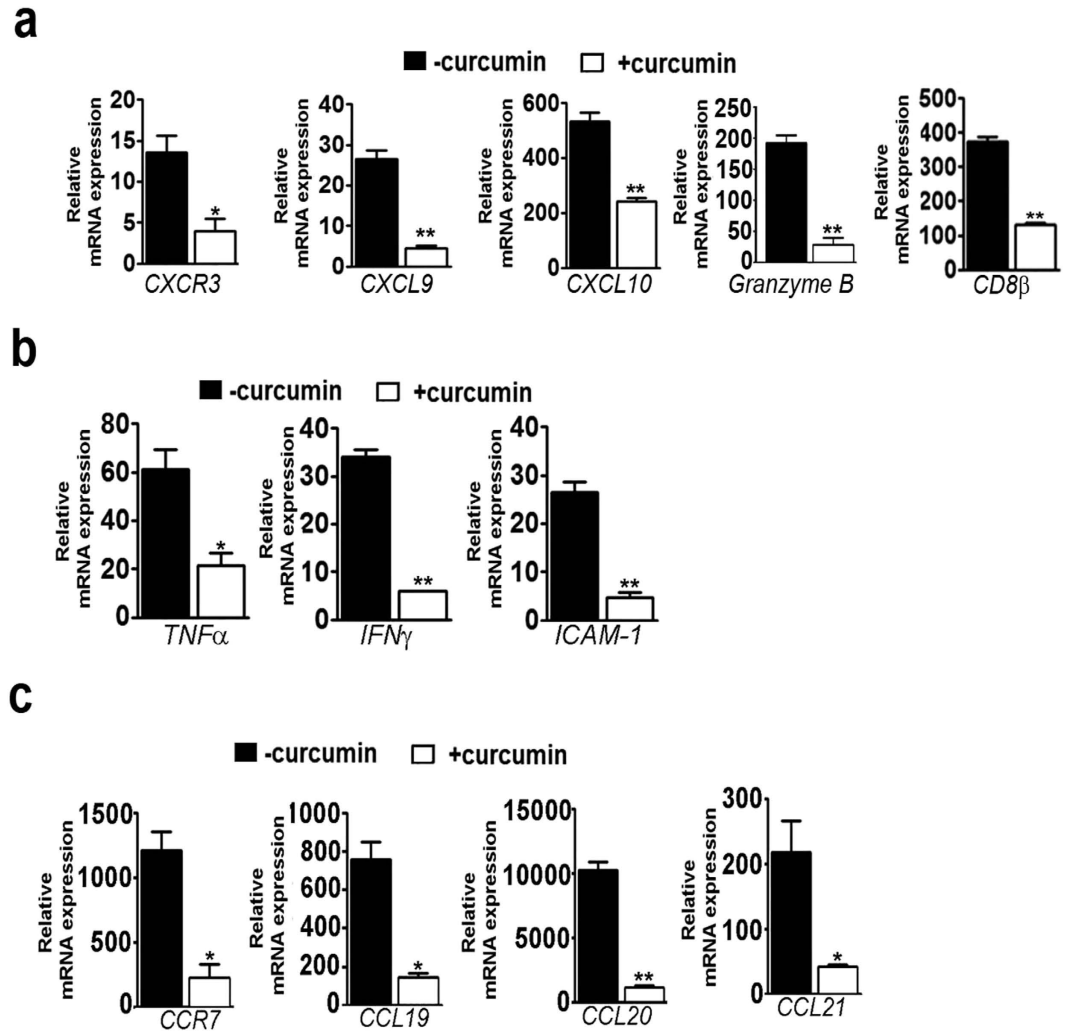 a
-curcumin +curcumin
Relative
mRNA expression
20
15
10
5
0
*
CXCR3
Relative
mRNA expression
40
30
20
10
0
**
CXCL9
Relative
mRNA expression
600
400
200
0
**
CXCL10
Relative
mRNA expression
250
200
150
100
50
0
**
Granzyme B
Relative
mRNA expression
500
400
300
200
100
0
**
CD8β
b
-curcumin +curcumin
Relative
mRNA expression
80
60
40
20
0
*
TNFα
Relative
mRNA expression
40
30
20
10
0
**
IFNγ
Relative
mRNA expression
40
30
20
10
0
**
ICAM-1
c
-curcumin +curcumin
Relative
mRNA expression
1500
1000
500
0
*
CCR7
Relative
mRNA expression
1000
800
600
400
200
0
*
CCL19
Relative
mRNA expression
15000
10000
5000
0
**
CCL20
Relative
mRNA expression
300
200
100
0
*
CCL21